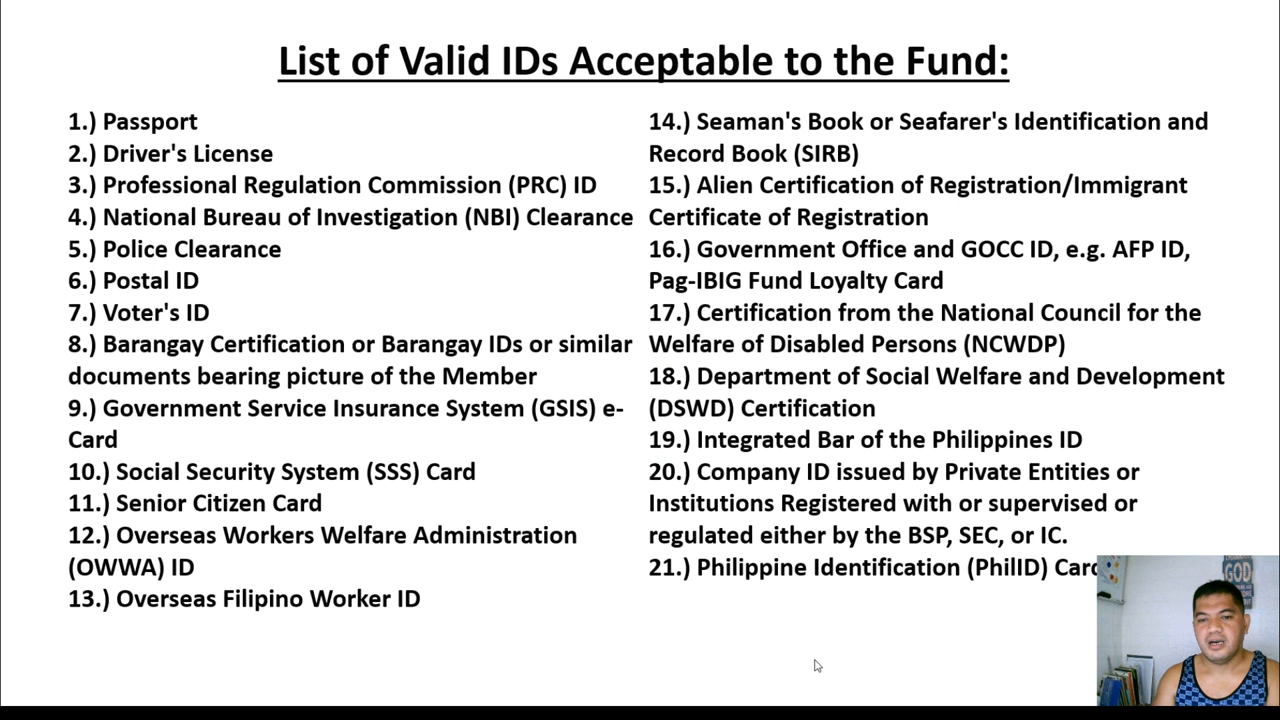 List of Valid IDs Acceptable to the Fund:
1.) Passport
2.) Driver's License
3.) Professional Regulation Commission (PRC) ID
4.) National Bureau of Investigation (NBI) Clearance
5.) Police Clearance
6.) Postal ID
7.) Voter's ID
8.) Barangay Certification or Barangay IDs or similar
documents bearing picture of the Member
9.) Government Service Insurance System (GSIS) e-
Card
10.) Social Security System (SSS) Card
11.) Senior Citizen Card
12.) Overseas Workers Welfare Administration
(OWWA) ID
13.) Overseas Filipino Worker ID
14.) Seaman's Book or Seafarer's Identification and
Record Book (SIRB)
15.) Alien Certification of Registration/Immigrant
Certificate of Registration
16.) Government Office and GOCC ID, e.g. AFP ID,
Pag-IBIG Fund Loyalty Card
17.) Certification from the National Council for the
Welfare of Disabled Persons (NCWDP)
18.) Department of Social Welfare and Development
(DSWD) Certification
19.) Integrated Bar of the Philippines ID
20.) Company ID issued by Private Entities or
Institutions Registered with or supervised or
regulated either by the BSP, SEC, or IC.
21.) Philippine Identification (PhilID) Card
GOD